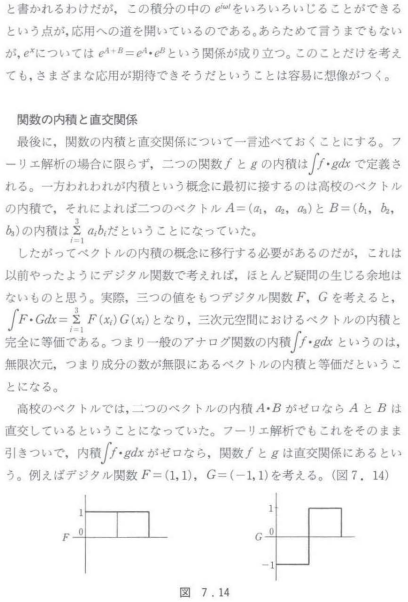 と書かれるわけだが，この積分の中の e^{iωt} をいろいろいじることができる
という点が，応用への道を開いているのである。あらためて言うまでもない
が，e^xについては e^{A+B}=e^A・e^Bという関係が成り立つ。このことだけを考え
ても，さまざまな応用が期待できそうだということは容易に想像がつく。
関数の内積と直交関係
最後に，関数の内積と直交関係について一言述べておくことにする。フ
ーリエ解析の場合に限らず，二つの関数 f と g の内積は∫f・gdx で定義さ
れる。一方われわれが内積という概念に最初に接するのは高校のベクトル
の内積で，それによれば二つのベクトル A=(a₁, a₂, a₃) と B=(b₁, b₂,
b₃) の内積は Σ_{i=1}^{3} aᵢbᵢだということになっていた。
したがってベクトルの内積の概念に移行する必要があるのだが，これは
以前やったようにデジタル関数で考えれば，ほとんど疑問の生じる余地は
ないものと思う。実際，三つの値をもつデジタル関数 F，G を考えると，
∫F・Gdx=Σ_{i=1}^{3} F(xᵢ)G(xᵢ)となり，三次元空間におけるベクトルの内積と
完全に等価である。つまり一般のアナログ関数の内積∫f・gdx というのは，
無限次元，つまり成分の数が無限にあるベクトルの内積と等価だというこ
とになる。
高校のベクトルでは，二つのベクトルの内積 A・B がゼロなら A と B は
直交しているということになっていた。フーリエ解析でもこれをそのまま
引きついで，内積∫f・gdx がゼロなら，関数 f と g は直交関係にあるとい
う。例えばデジタル関数 F=(1,1)，G=(−1,1)を考える。（図7．14）
1
0
F
1
0
G
−1
図 7．14